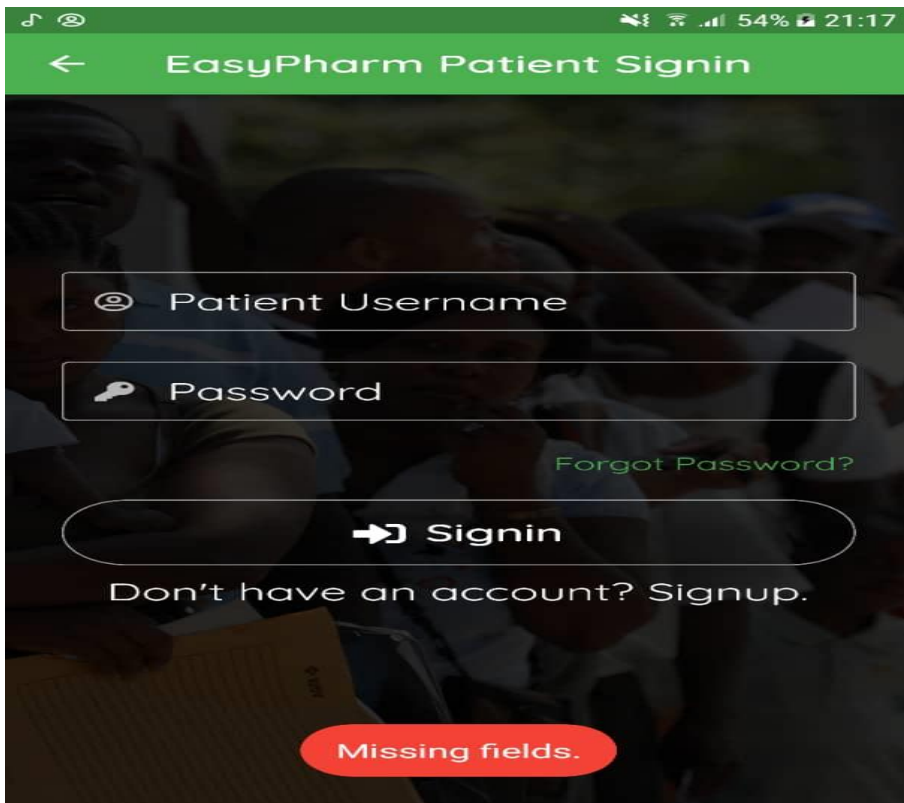 54% 21:17
EasyPharm Patient Signin
Patient Username
Password
Forgot Password?
Signin
Don't have an account? Signup.
Missing fields.